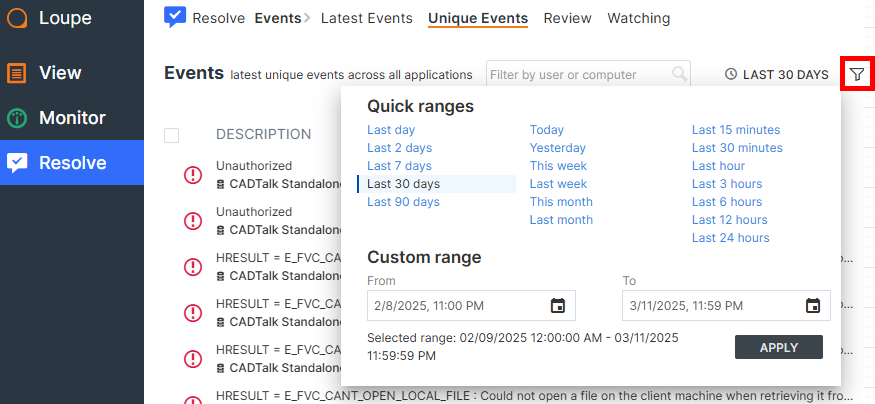 Loupe
View
Monitor
Resolve
Resolve Events Latest Events Unique Events Review Watching
Events latest unique events across all applications Filter by user or computer LAST 30 DAYS
DESCRIPTION
Unauthorized
CADTalk Standalone
Unauthorized
CADTalk Standalone
HRESULT = E_FVC_CA
CADTalk Standalone
HRESULT = E_FVC_CA
CADTalk Standalone
HRESULT = E_FVC_CA
CADTalk Standalone
HRESULT = E_FVC_CANT_OPEN_LOCAL_FILE : Could not open a file on the client machine when retrieving it fro...
Quick ranges
Last day Today Last 15 minutes
Last 2 days Yesterday Last 30 minutes
Last 7 days This week Last hour
Last 30 days Last week Last 3 hours
Last 90 days This month Last 6 hours
Last month Last 12 hours
Last 24 hours
Custom range
From To
2/8/2025, 11:00 PM 3/11/2025, 11:59 PM
Selected range: 02/09/2025 12:00:00 AM - 03/11/2025
11:59:59 PM
APPLY
o...
o...
o...